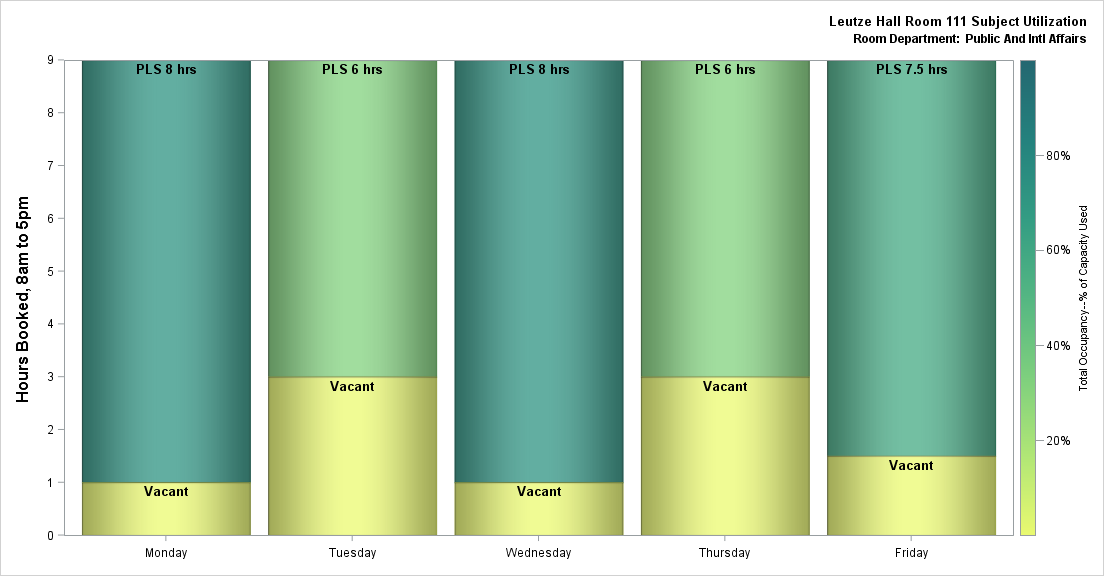 Leutze Hall Room 111 Subject Utilization
Room Department: Public And Intl Affairs
Hours Booked, 8am to 5pm
9
8
7
6
5
4
3
2
1
0
PLS 8 hrs
PLS 6 hrs
PLS 8 hrs
PLS 6 hrs
PLS 7.5 hrs
Vacant
Vacant
Vacant
Vacant
Vacant
Monday
Tuesday
Wednesday
Thursday
Friday
80%
60%
40%
20%
Total Occupancy--% of Capacity Used